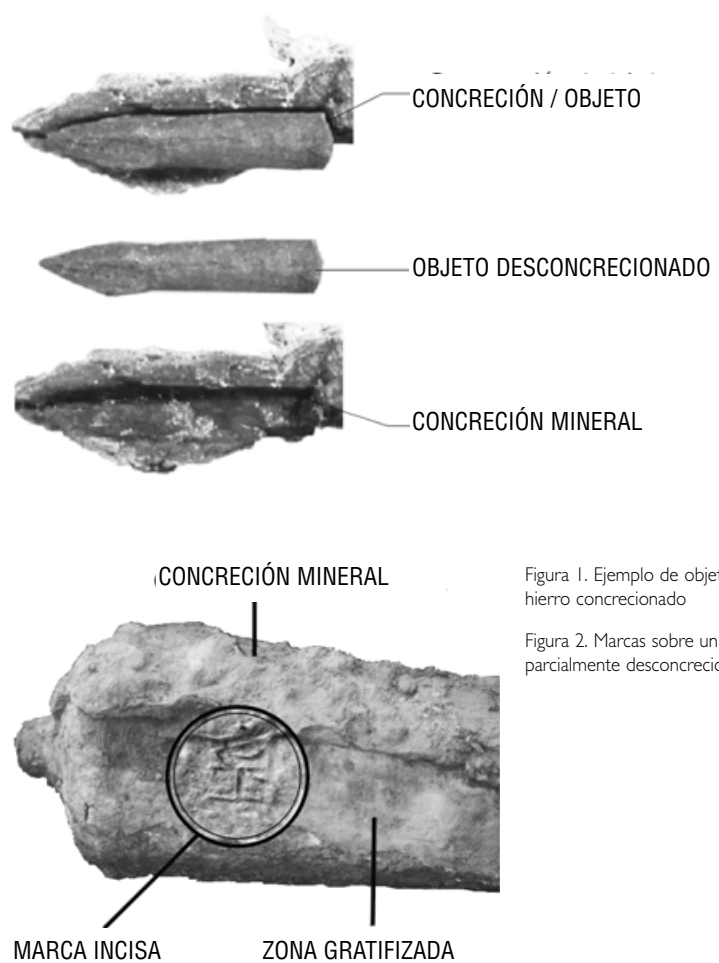 CONCRECIÓN / OBJETO
OBJETO DESCONCRECIONADO
CONCRECIÓN MINERAL
CONCRECIÓN MINERAL
Figura 1. Ejemplo de
hierro concrecionado
Figura 2. Marcas sobre un
parcialmente
MARCA INCISA
ZONA GRATIFIZADA